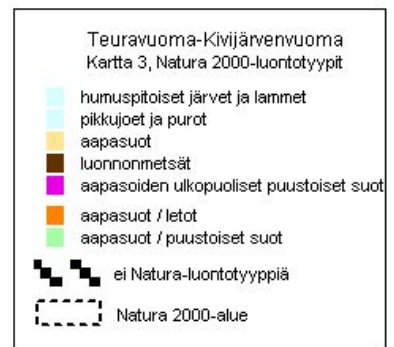 Teuravuoma-Kivijärvenvuoma
Kartta 3, Natura 2000-luontotyypit
humuspitoiset järvet ja lammet
pikkujoet ja purot
aapasuot
luonnonmetsät
aapasoiden ulkopuoliset puustoiset suot
aapasuot / letot
aapasuot / puustoiset suot
ei Natura-luontotyyppiä
Natura 2000-alue